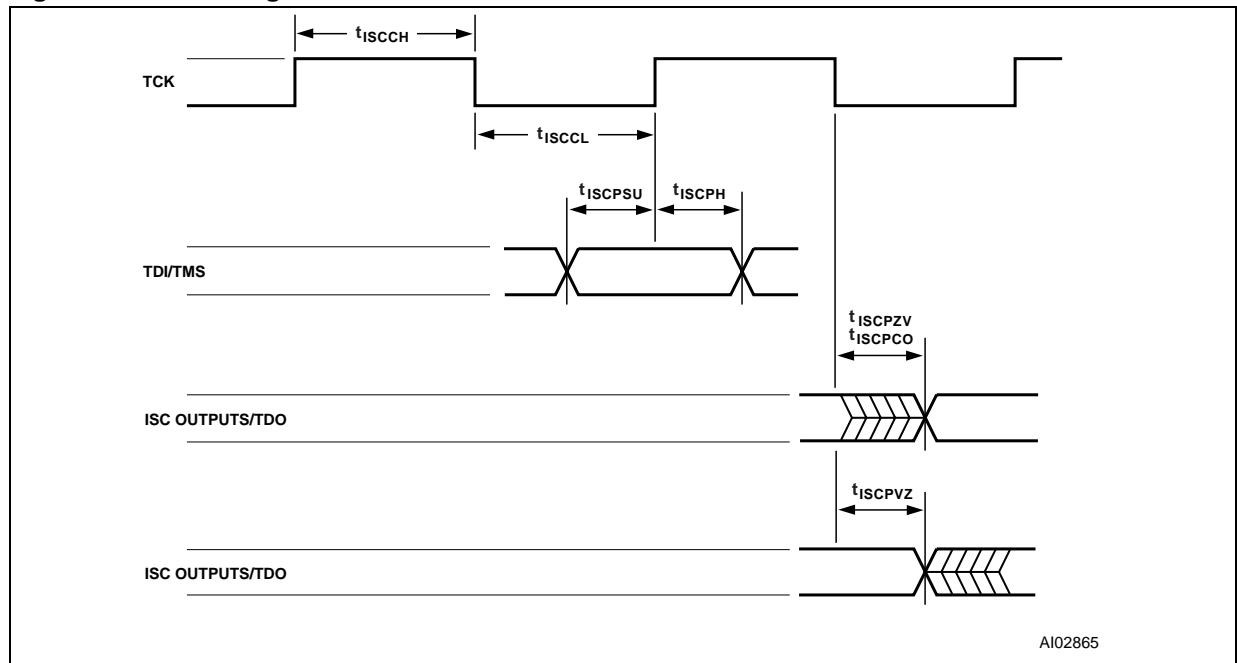 tISCCH
TCK
tISCCL
tISCPSU
tISCPH
TDI/TMS
tISCPZV
tISCPCO
ISC OUTPUTS/TDO
tISCPVZ
ISC OUTPUTS/TDO
AI02865